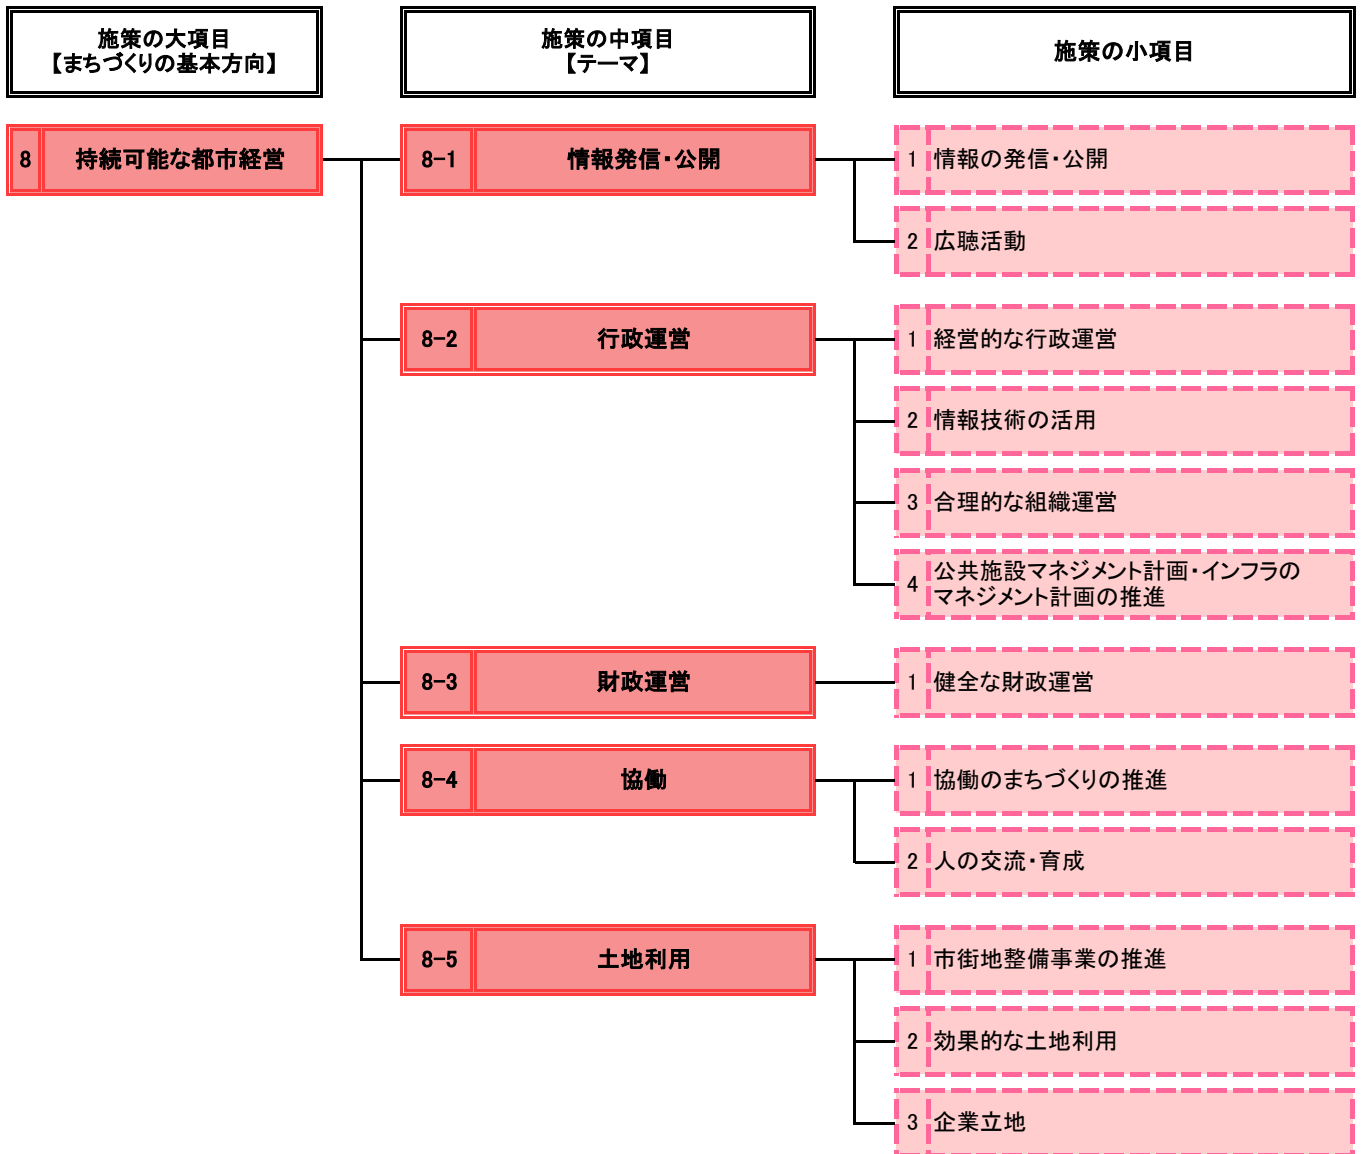 施策の大項目
【まちづくりの基本方向】
施策の中項目
【テーマ】
施策の小項目
8 持続可能な都市経営
8-1 情報発信・公開
1 情報の発信・公開
2 広聴活動
8-2 行政運営
1 経営的な行政運営
2 情報技術の活用
3 合理的な組織運営
4 公共施設マネジメント計画・インフラの
マネジメント計画の推進
8-3 財政運営
1 健全な財政運営
8-4 協働
1 協働のまちづくりの推進
2 人の交流・育成
8-5 土地利用
1 市街地整備事業の推進
2 効果的な土地利用
3 企業立地